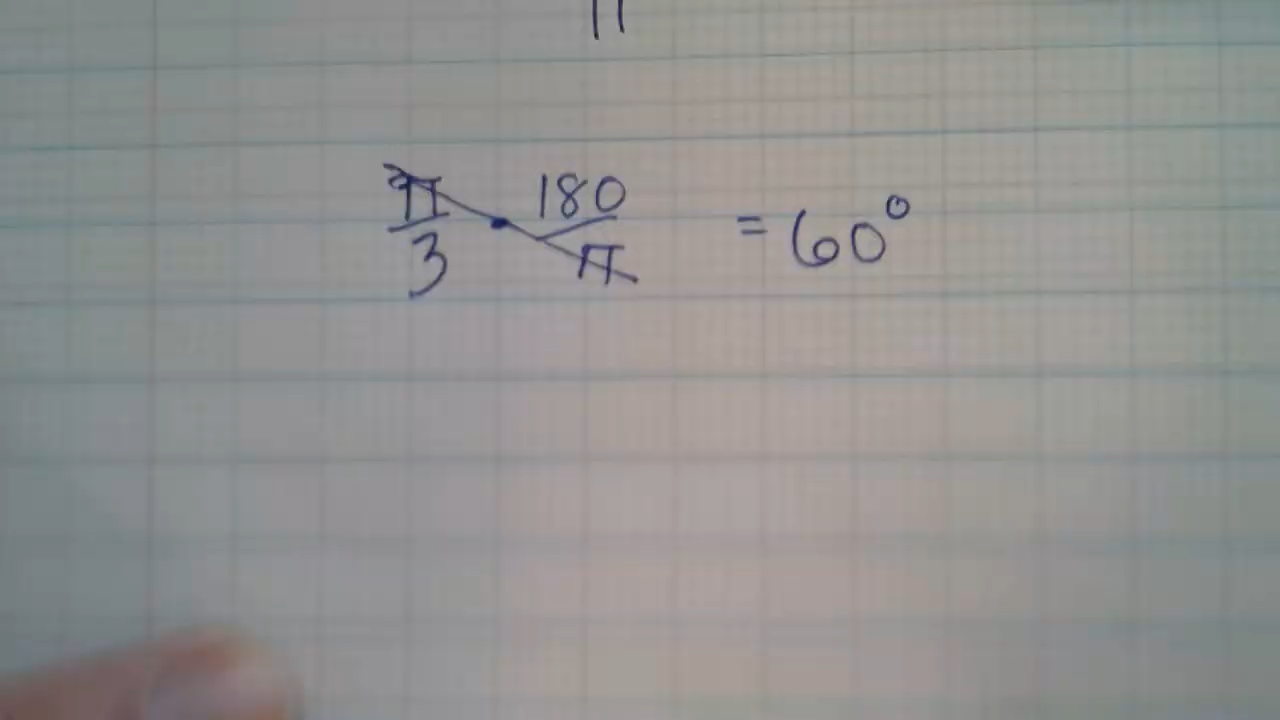 π/3 · 180/π = 60°